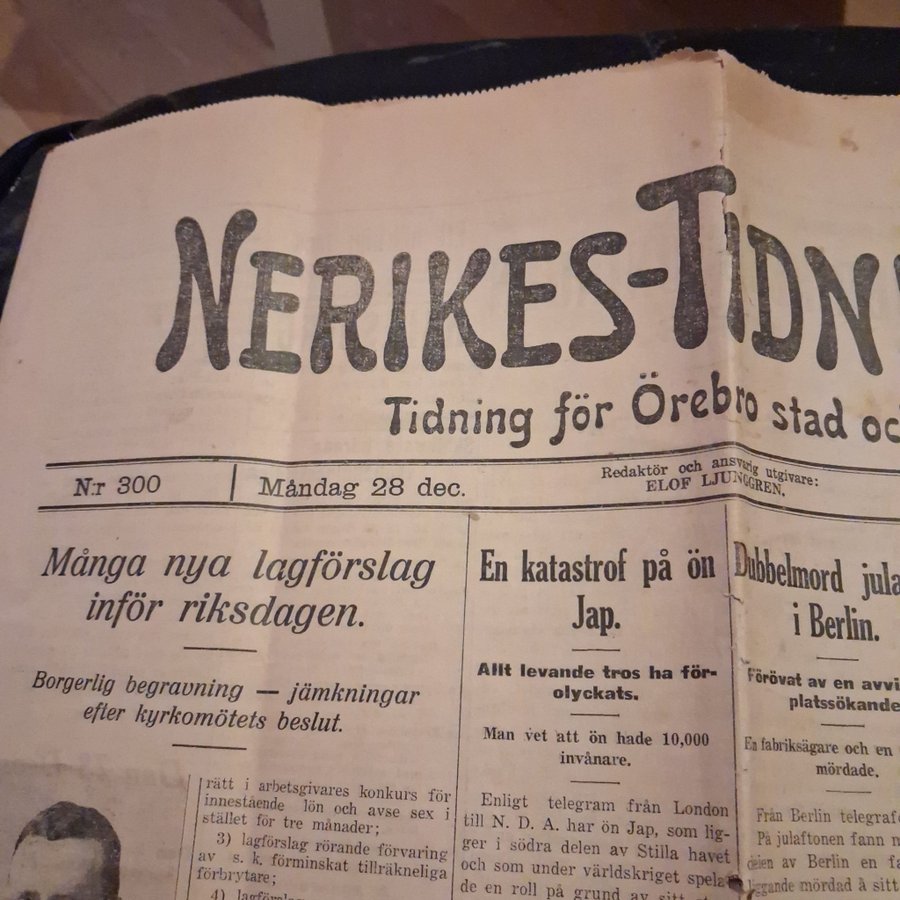 NERIKES-TIDN
Tidning för Örebro stad oc
N:r 300
Måndag 28 dec.
Redaktör och ansvarig utgivare:
ELOF LJUNGGREN.
Många nya lagförslag
inför riksdagen.
Borgerlig begravning — jämkningar
efter kyrkomötets beslut.
rätt i arbetsgivares konkurs för
innestående lön och avse sex i
stället för tre månader;
3) lagförslag rörande förvaring
av s. k. förminskat tillräkneliga
förbrytare;
4)
En katastrof på ön
Jap.
Allt levande tros ha för-
olyckats.
Man vet att ön hade 10,000
invånare.
Enligt telegram från London
till N. D. A. har ön Jap, som lig-
ger i södra delen av Stilla havet
och som under världskriget spela
de en roll på grund av sitt
Dubbelmord jula
i Berlin.
Förövat av en avvi
platssökande
En fabriksägare och en
mördade.
Från Berlin telegrafe
På julaftonen fann m
delen av Berlin en fa
liggande mördad å sitt